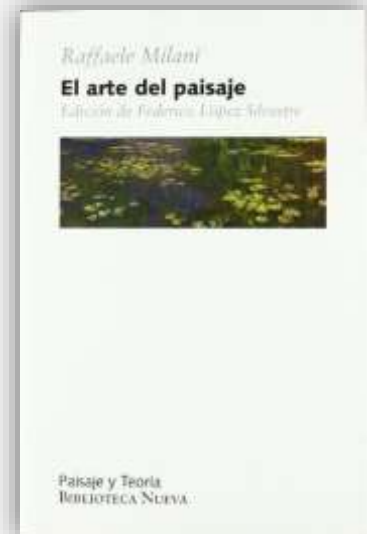 Raffaele Milani
El arte del paisaje
Edición de Federico López Silvestre
Paisaje y Teoría
BIBLIOTECA NUEVA